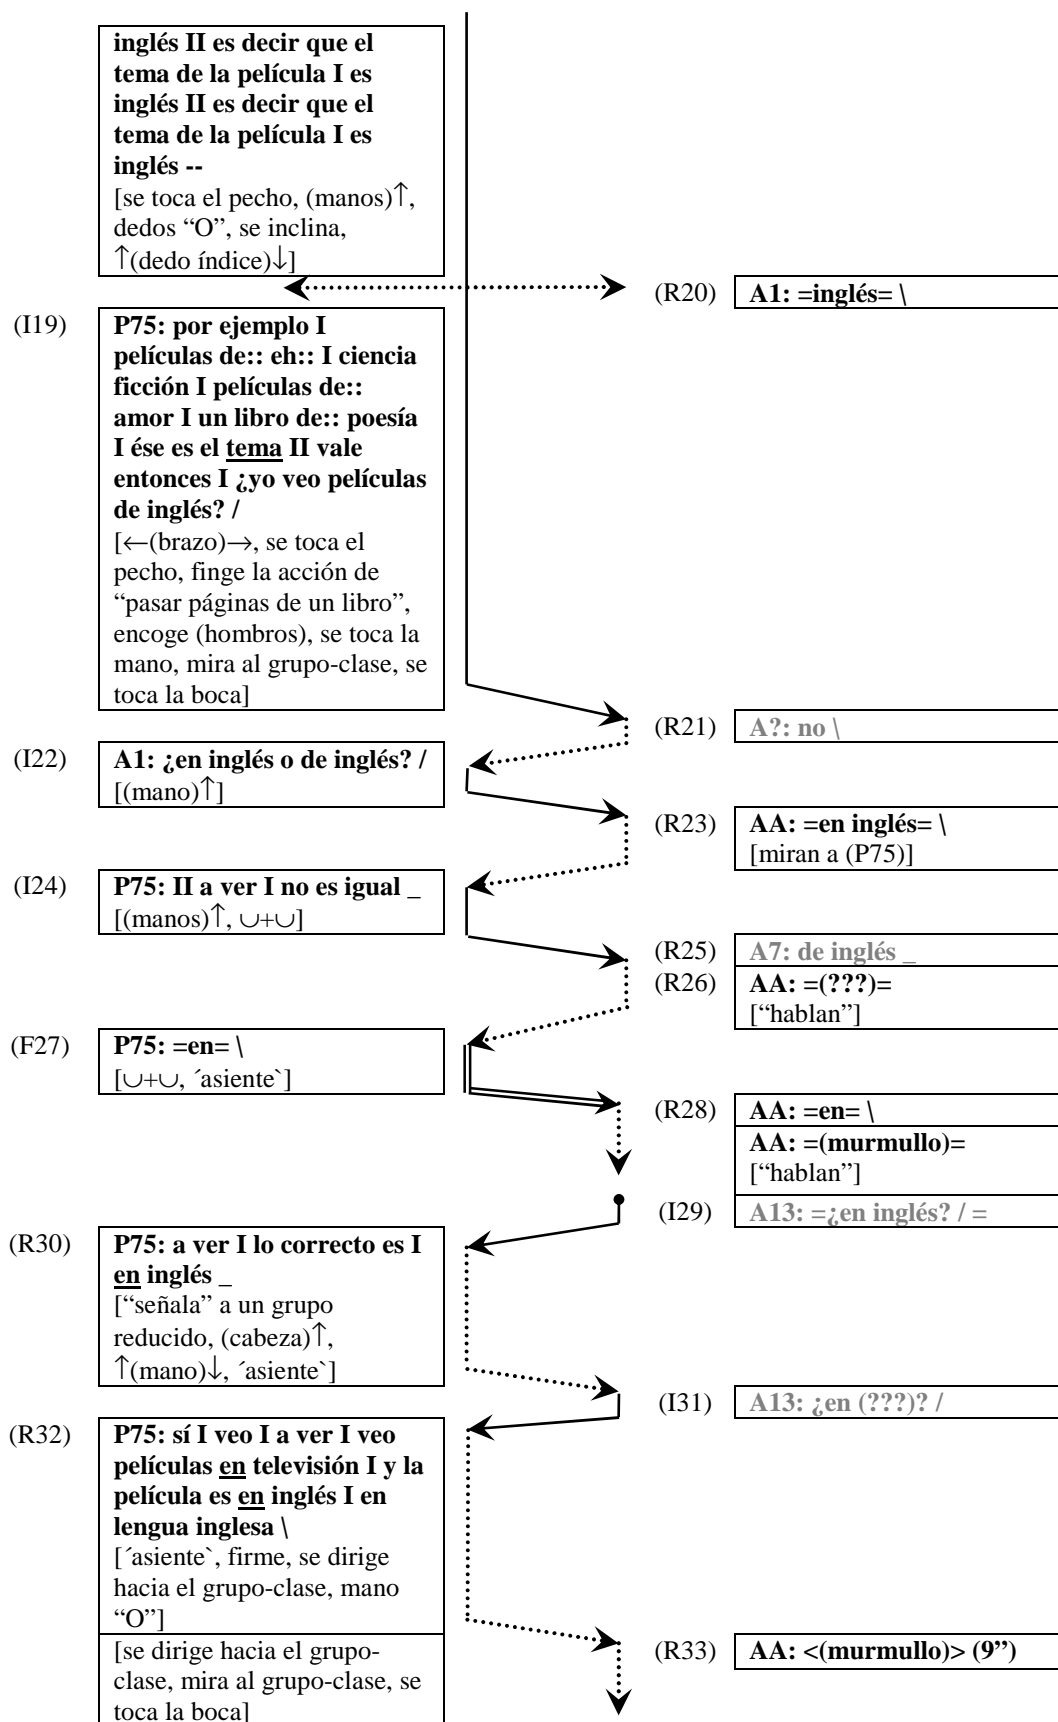 inglés II es decir que el
tema de la película I es
inglés II es decir que el
tema de la película I es
inglés --
[se toca el pecho, (manos)↑,
dedos “O”, se inclina,
↑(dedo índice)↓]
(R20) A1: =inglés= \
(I19) P75: por ejemplo I
películas de:: eh:: I ciencia
ficción I películas de::
amor I un libro de:: poesía
I ése es el tema II vale
entonces I ¿yo veo películas
de inglés? /
[←(brazo)→, se toca el
pecho, finge la acción de
“pasar páginas de un libro”,
encoge (hombros), se toca la
mano, mira al grupo-clase, se
toca la boca]
(R21) A?: no \
(I22) A1: ¿en inglés o de inglés? /
[(mano)↑]
(R23) AA: =en inglés= \
[miran a (P75)]
(I24) P75: II a ver I no es igual _
[(manos)↑, ∪+∪]
(R25) A7: de inglés _
(R26) AA: =(???)=
[“hablan”]
(F27) P75: =en= \
[∪+∪, ´asiente`]
(R28) AA: =en= \
AA: =(murmullo)=
[“hablan”]
(I29) A13: =¿en inglés? / =
(R30) P75: a ver I lo correcto es I
en inglés _
[“señala” a un grupo
reducido, (cabeza)↑,
↑(mano)↓, ´asiente`]
(I31) A13: ¿en (???)? /
(R32) P75: sí I veo I a ver I veo
películas en televisión I y la
película es en inglés I en
lengua inglesa \
[´asiente`, firme, se dirige
hacia el grupo-clase, mano
“O”]
[se dirige hacia el grupo-
clase, mira al grupo-clase, se
toca la boca]
(R33) AA: <(murmullo)> (9”)